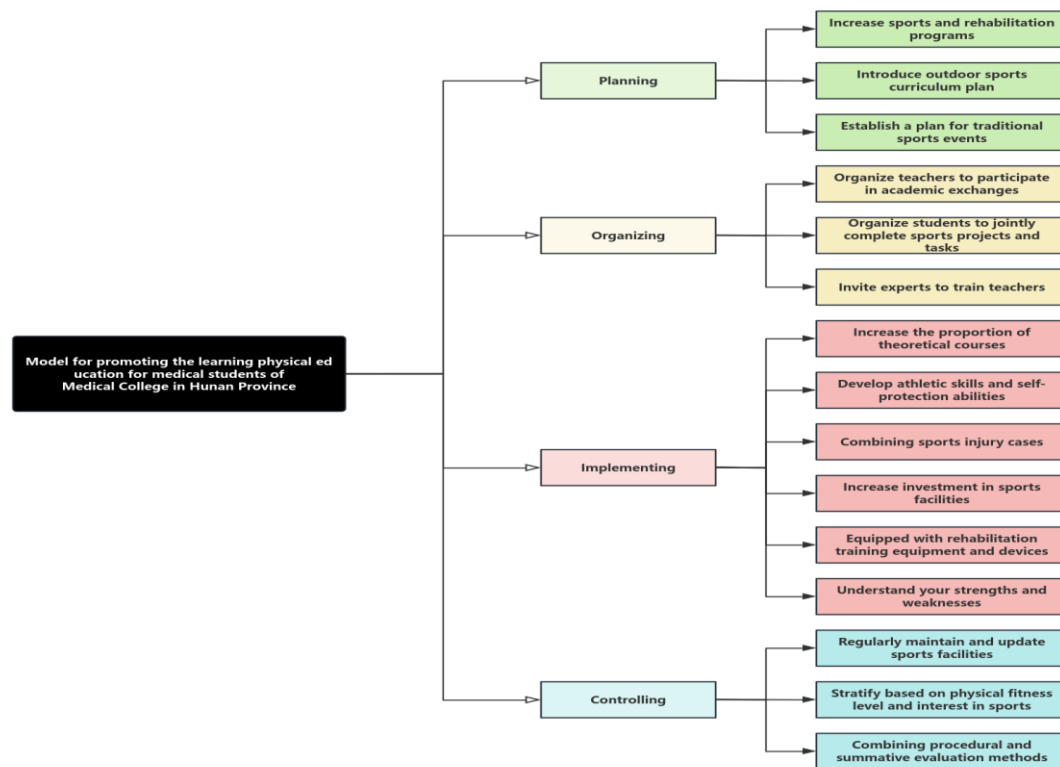 Model for promoting the learning physical ed
ucation for medical students of
Medical College in Hunan Province
Planning
Increase sports and rehabilitation
programs
Introduce outdoor sports
curriculum plan
Establish a plan for traditional
sports events
Organizing
Organize teachers to participate
in academic exchanges
Organize students to jointly
complete sports projects and
tasks
Invite experts to train teachers
Implementing
Increase the proportion of
theoretical courses
Develop athletic skills and self-
protection abilities
Combining sports injury cases
Increase investment in sports
facilities
Equipped with rehabilitation
training equipment and devices
Understand your strengths and
weaknesses
Controlling
Regularly maintain and update
sports facilities
Stratify based on physical fitness
level and interest in sports
Combining procedural and
summative evaluation methods